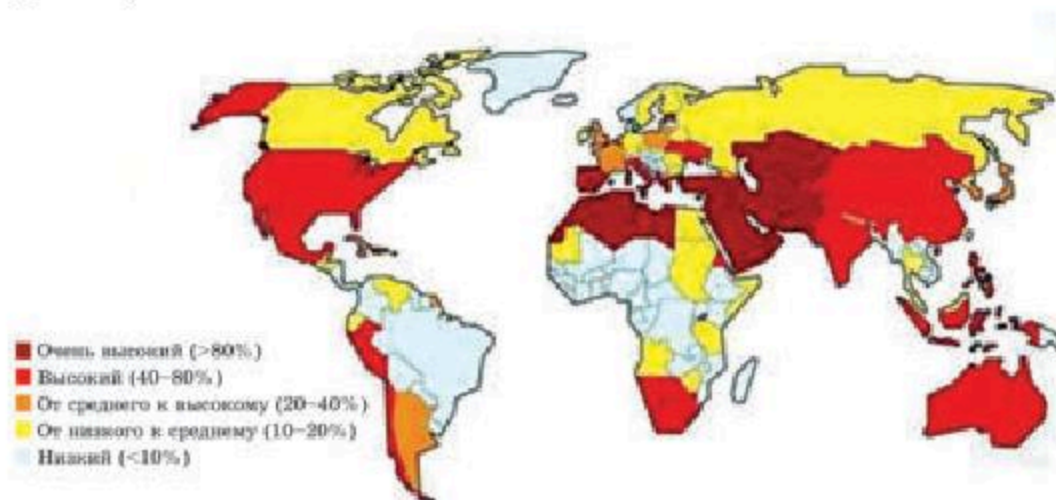 Очень высокий (>80%)
Высокий (40–80%)
От среднего к высокому (20–40%)
От низкого к среднему (10–20%)
Низкий (<10%)